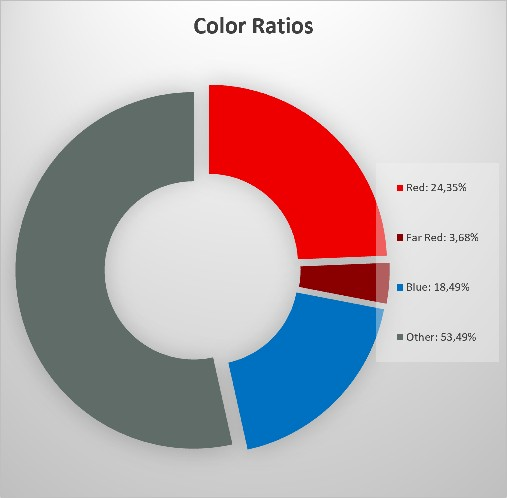 Color Ratios
Red: 24,35%
Far Red: 3,68%
Blue: 18,49%
Other: 53,49%